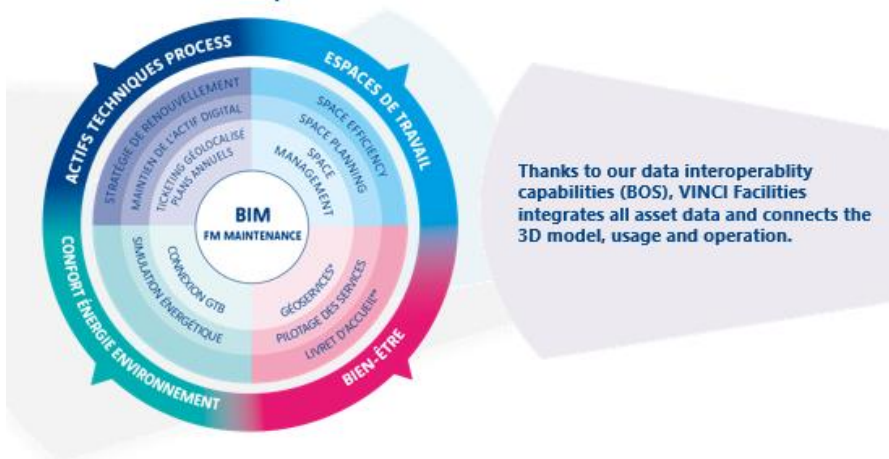 ACTIFS TECHNIQUES PROCESS
ESPACES DE TRAVAIL
STRATÉGIE DE RENOUVELLEMENT
MAINTIEN DE L'ACTIF DIGITAL
TICKETING GÉOLOCALISÉ
PLANS ANNUELS
SPACE EFFICIENCY
SPACE PLANNING
SPACE
MANAGEMENT
BIM
FM MAINTENANCE
Thanks to our data interoperablity
capabilities (BOS), VINCI Facilities
integrates all asset data and connects the
3D model, usage and operation.
CONNEXION GTB
SIMULATION ÉNERGÉTIQUE
GÉOSERVICES*
PILOTAGE DES SERVICES
LIVRET D'ACCUEIL**
CONFORT ÉNERGIE ENVIRONNEMENT
BIEN-ÊTRE